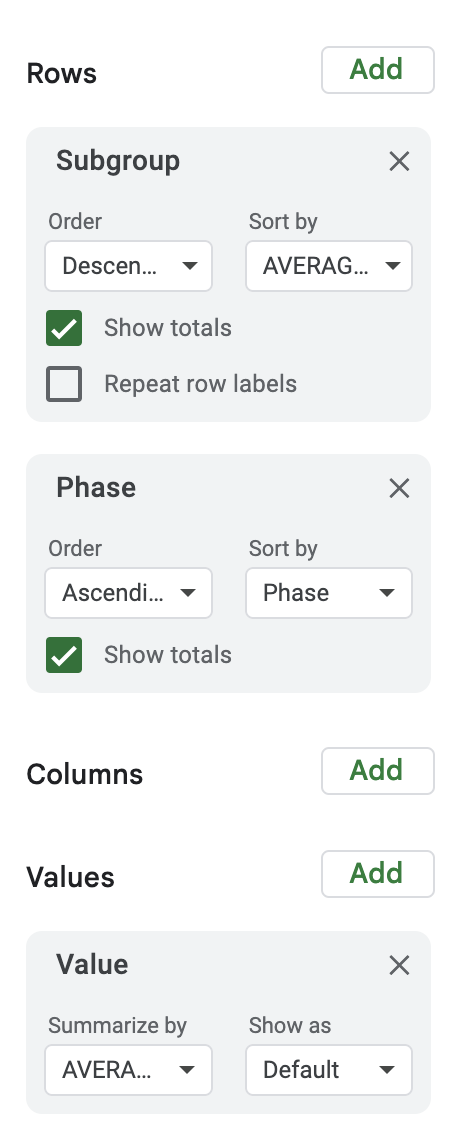 Rows Add
Subgroup
Order Sort by
Descen... AVERAG...
Show totals
Repeat row labels
Phase
Order Sort by
Ascendi... Phase
Show totals
Columns Add
Values Add
Value
Summarize by Show as
AVERA... Default